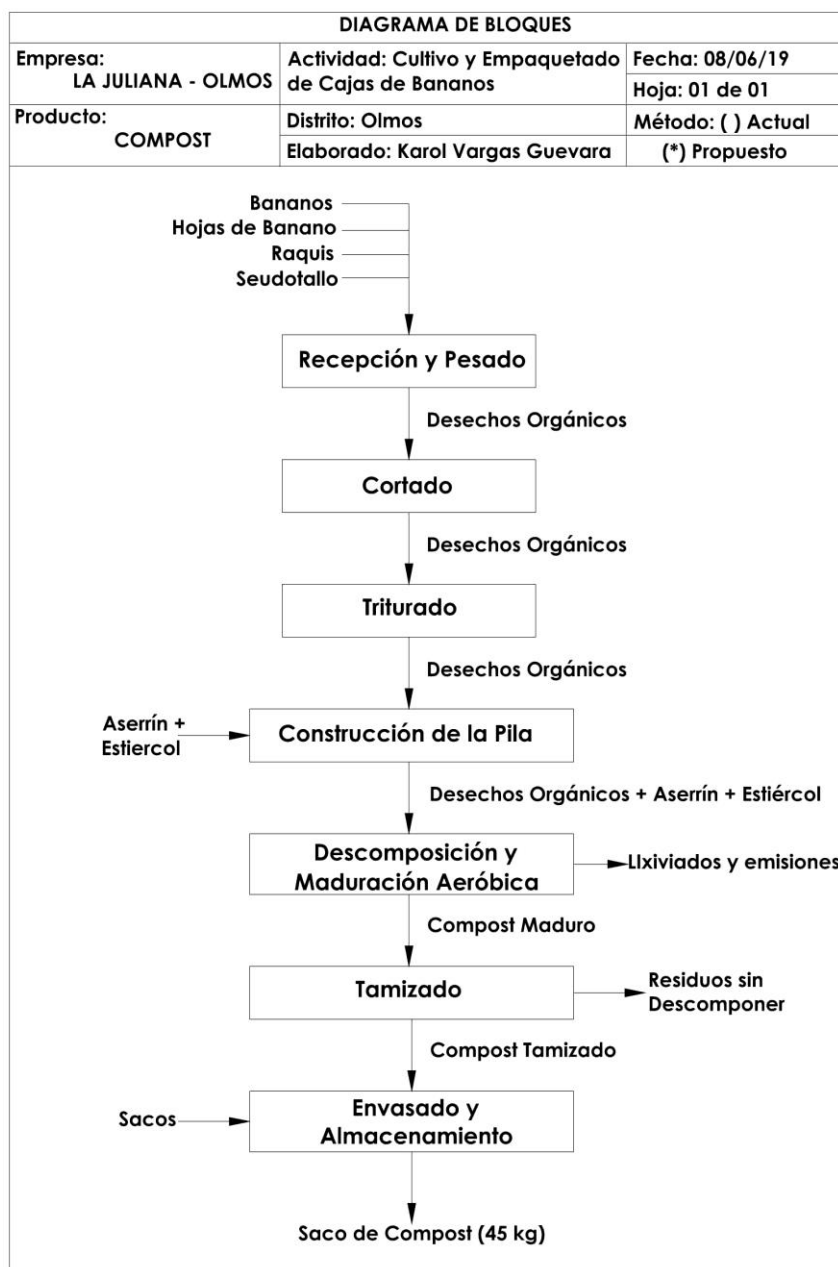 DIAGRAMA DE BLOQUES
Empresa:
LA JULIANA - OLMOS
Actividad: Cultivo y Empaquetado
de Cajas de Bananos
Fecha: 08/06/19
Hoja: 01 de 01
Producto:
COMPOST
Distrito: Olmos
Elaborado: Karol Vargas Guevara
Método: ( ) Actual
(*) Propuesto
Bananos
Hojas de Banano
Raquis
Seudotallo
Recepción y Pesado
Desechos Orgánicos
Cortado
Desechos Orgánicos
Triturado
Desechos Orgánicos
Aserrín +
Estiercol
Construcción de la Pila
Desechos Orgánicos + Aserrín + Estiércol
Descomposición y
Maduración Aeróbica
LIxiviados y emisiones
Compost Maduro
Tamizado
Residuos sin
Descomponer
Compost Tamizado
Sacos
Envasado y
Almacenamiento
Saco de Compost (45 kg)